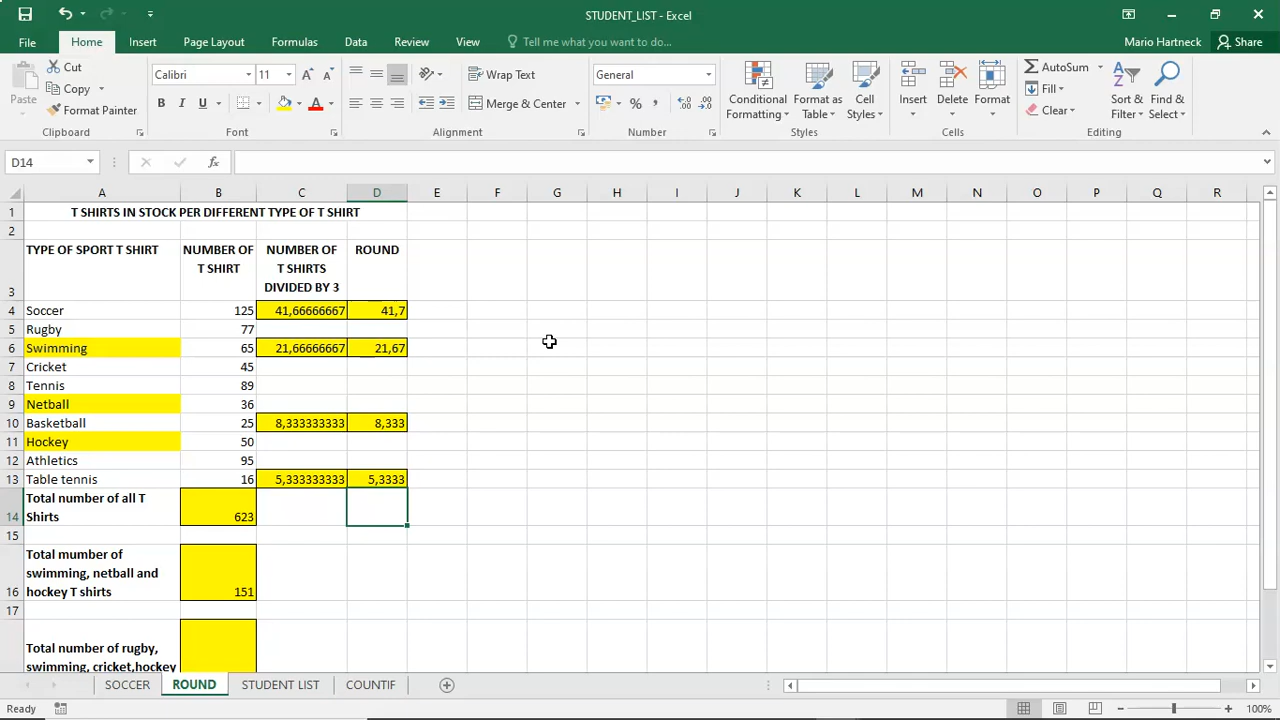 STUDENT_LIST - Excel
File Home Insert Page Layout Formulas Data Review View Tell me what you want to do... Mario Hartneck Share
Cut
Copy
Format Painter
Paste
Clipboard
Calibri 11
B I U
Font
Wrap Text
Merge & Center
Alignment
General
%
Number
Conditional Formatting
Format as Table
Cell Styles
Styles
Insert Delete Format
Cells
AutoSum
Fill
Clear
Sort & Filter
Find & Select
Editing
D14 fx
A B C D E F G H I J K L M N O P Q R
1 T SHIRTS IN STOCK PER DIFFERENT TYPE OF T SHIRT
2
3 TYPE OF SPORT T SHIRT NUMBER OF T SHIRT NUMBER OF T SHIRTS DIVIDED BY 3 ROUND
4 Soccer 125 41,66666667 41,7
5 Rugby 77
6 Swimming 65 21,66666667 21,67
7 Cricket 45
8 Tennis 89
9 Netball 36
10 Basketball 25 8,333333333 8,333
11 Hockey 50
12 Athletics 95
13 Table tennis 16 5,333333333 5,3333
14 Total number of all T Shirts 623
15
16 Total mumber of swimming, netball and hockey T shirts 151
17
Total number of rugby, swimming, cricket,hockey
SOCCER ROUND STUDENT LIST COUNTIF
Ready 100%